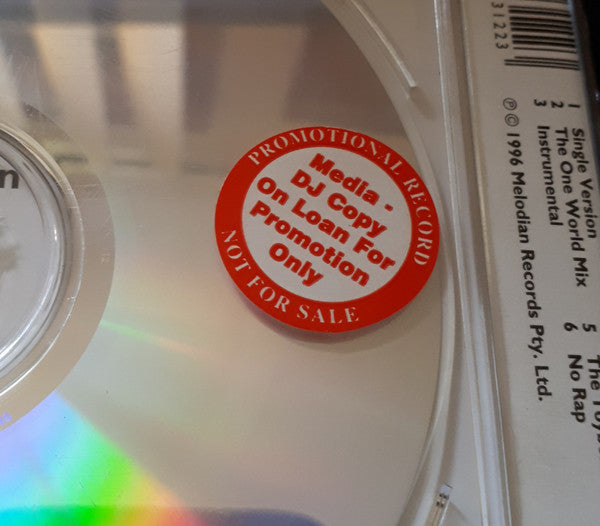 PROMOTIONAL RECORD
Media -
DJ Copy
On Loan For
Promotion
Only
NOT FOR SALE
31223
1 Single Version
2 The One World Mix
3 Instrumental
5 The
6 No Rap
℗ © 1996 Melodian Records Pty. Ltd.